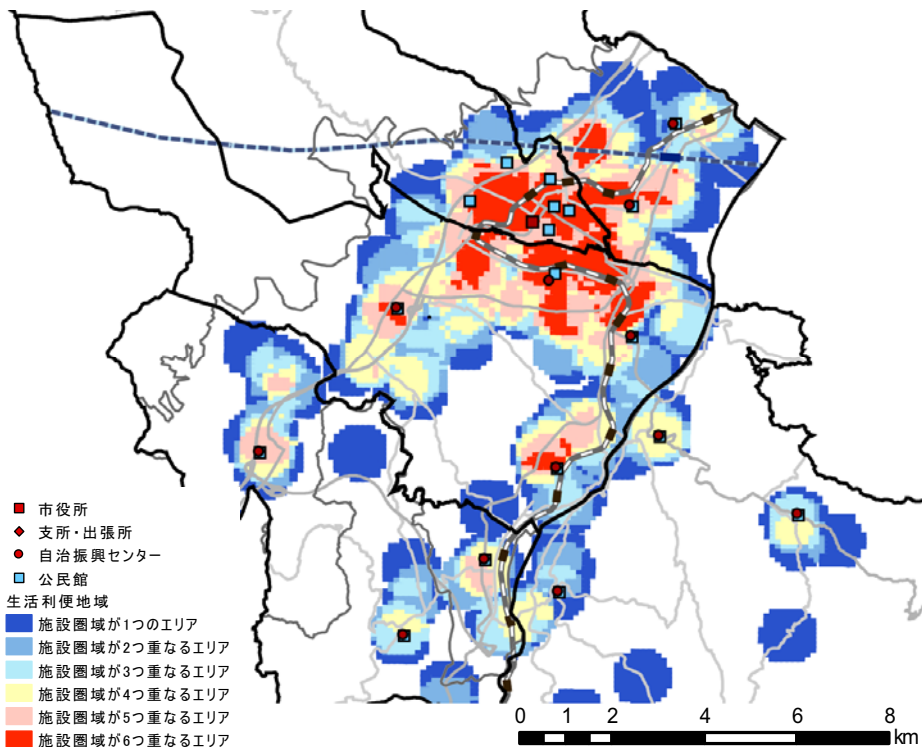 市役所
支所・出張所
自治振興センター
公民館
生活利便地域
施設圏域が1つのエリア
施設圏域が2つ重なるエリア
施設圏域が3つ重なるエリア
施設圏域が4つ重なるエリア
施設圏域が5つ重なるエリア
施設圏域が6つ重なるエリア
0 1 2 4 6 8
km